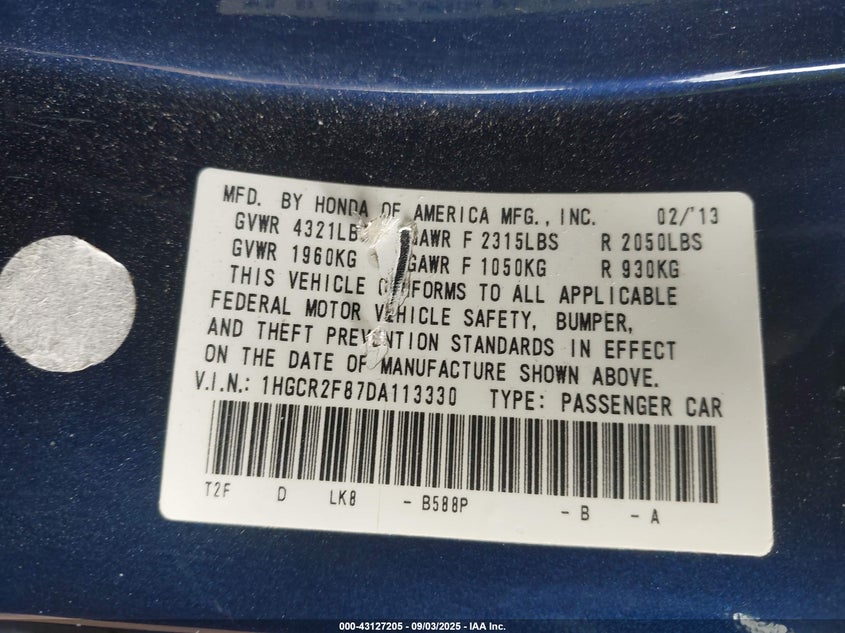 MFD. BY HONDA OF AMERICA MFG., INC. 02/'13
GVWR 4321LB GAWR F 2315LBS R 2050LBS
GVWR 1960KG GAWR F 1050KG R 930KG
THIS VEHICLE CONFORMS TO ALL APPLICABLE
FEDERAL MOTOR VEHICLE SAFETY, BUMPER,
AND THEFT PREVENTION STANDARDS IN EFFECT
ON THE DATE OF MANUFACTURE SHOWN ABOVE.
V.I.N.: 1HGCR2F87DA113330 TYPE: PASSENGER CAR
T2F D LK8 - B588P - B - A
000-43127205 - 09/03/2025 - IAA Inc.